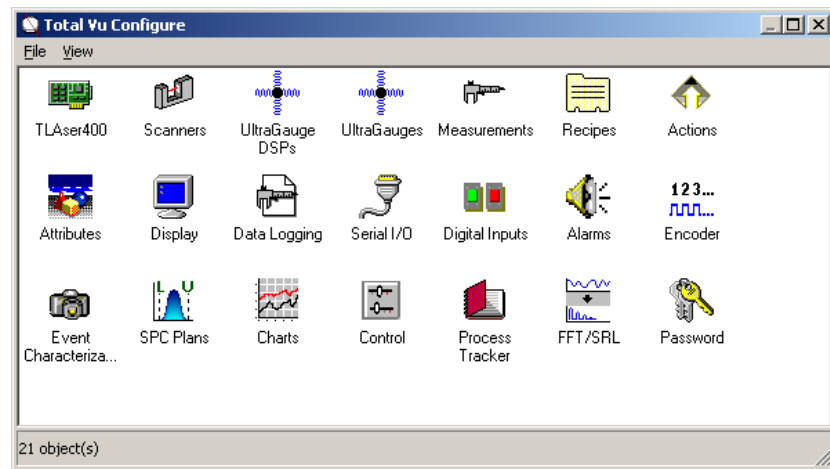 Total Vu Configure
File View
TLAser400 Scanners UltraGauge DSPs UltraGauges Measurements Recipes Actions
Attributes Display Data Logging Serial I/O Digital Inputs Alarms 123... Encoder
L U
Event Characteriza... SPC Plans Charts Control Process Tracker FFT/SRL Password
21 object(s)